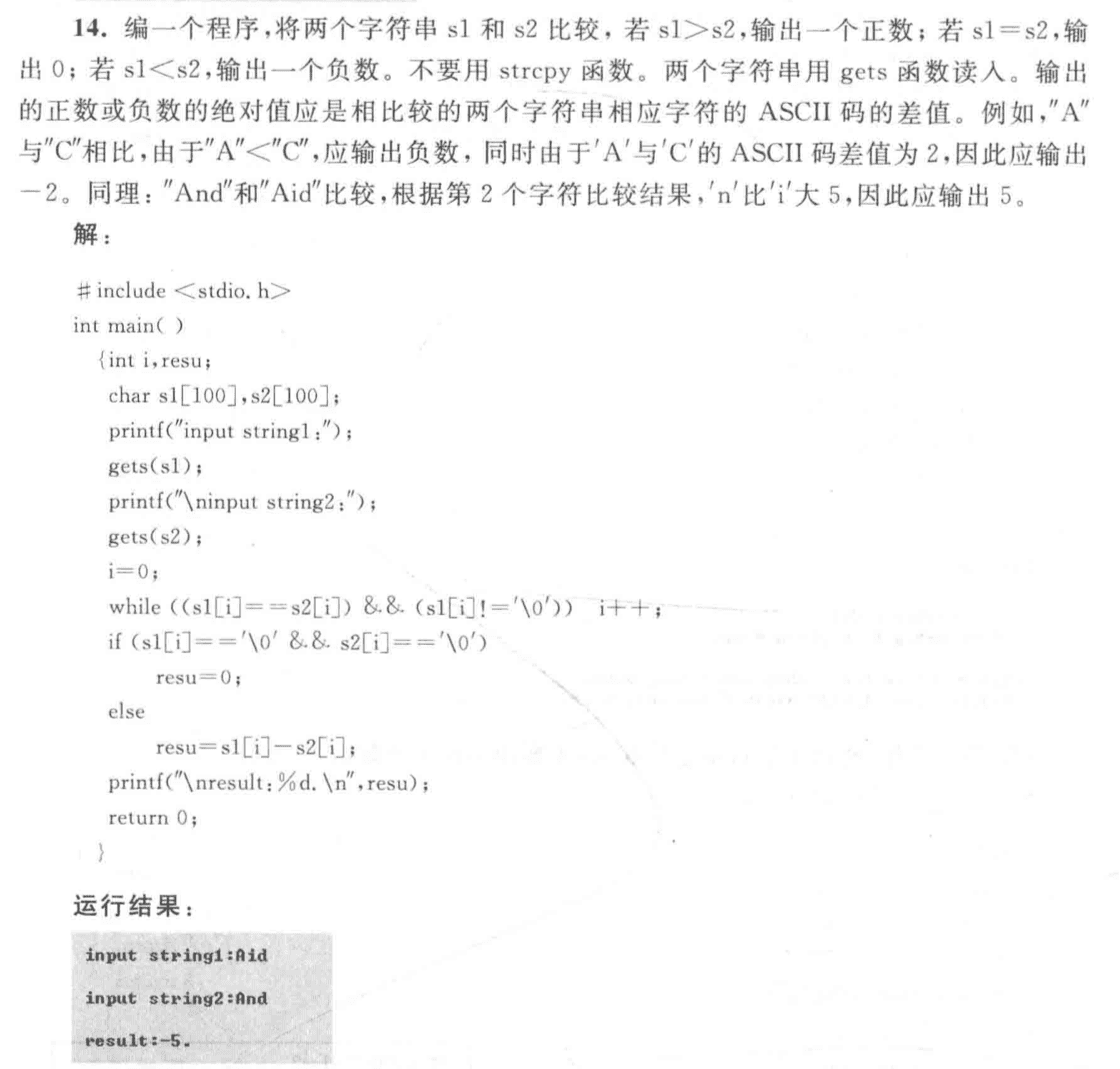 14. 编一个程序,将两个字符串 s1 和 s2 比较,若 s1>s2,输出一个正数;若 s1=s2,输
出 0;若 s1<s2,输出一个负数。不要用 strcpy 函数。两个字符串用 gets 函数读入。输出
的正数或负数的绝对值应是相比较的两个字符串相应字符的 ASCII 码的差值。例如,"A"
与"C"相比,由于"A"<"C",应输出负数,同时由于'A'与'C'的 ASCII 码差值为 2,因此应输出
-2。同理:"And"和"Aid"比较,根据第 2 个字符比较结果,'n'比'i'大 5,因此应输出 5。
解:
#include <stdio.h>
int main( )
{int i,resu;
char s1[100],s2[100];
printf("input string1:");
gets(s1);
printf("\ninput string2:");
gets(s2);
i=0;
while ((s1[i]==s2[i]) && (s1[i]!='\0')) i++;
if (s1[i]=='\0' && s2[i]=='\0')
resu=0;
else
resu=s1[i]-s2[i];
printf("\nresult:%d.\n",resu);
return 0;
}
运行结果:
input string1:Aid
input string2:And
result:-5.